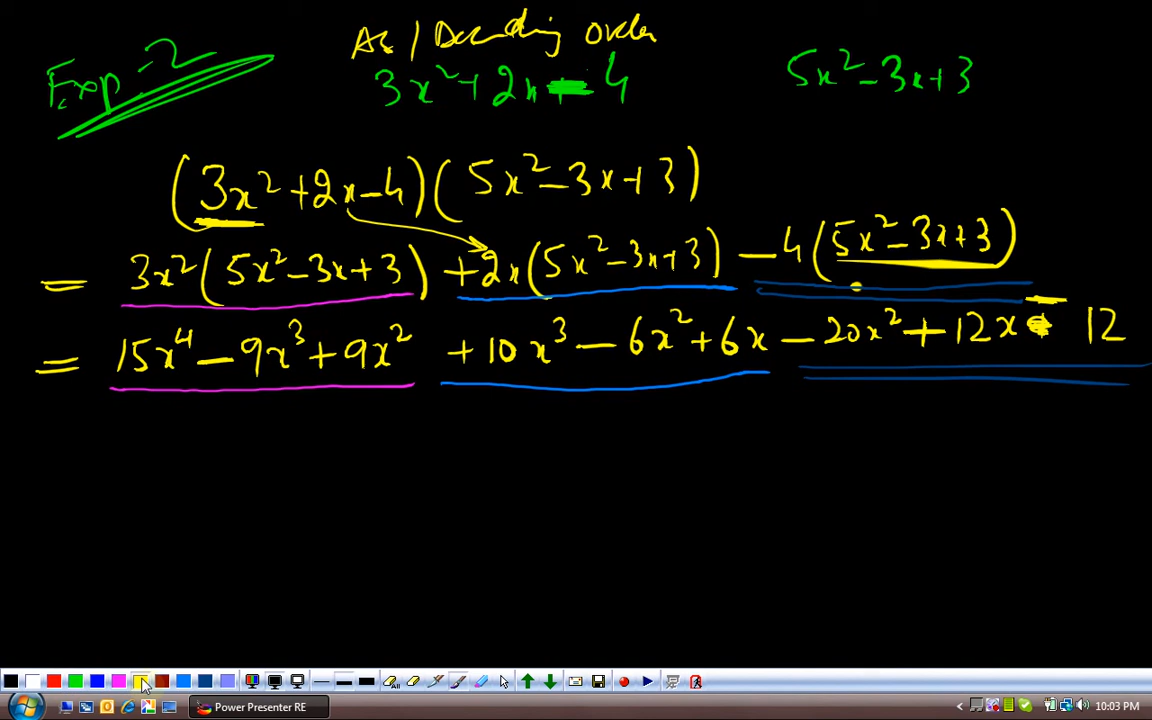 As / Decending Order
Exp-2 3x²+2x-4 5x²-3x+3
(3x²+2x-4)(5x²-3x+3)
= 3x²(5x²-3x+3) +2x(5x²-3x+3) -4(5x²-3x+3)
= 15x⁴-9x³+9x² +10x³-6x²+6x -20x²+12x - 12
Power Presenter RE
10:03 PM